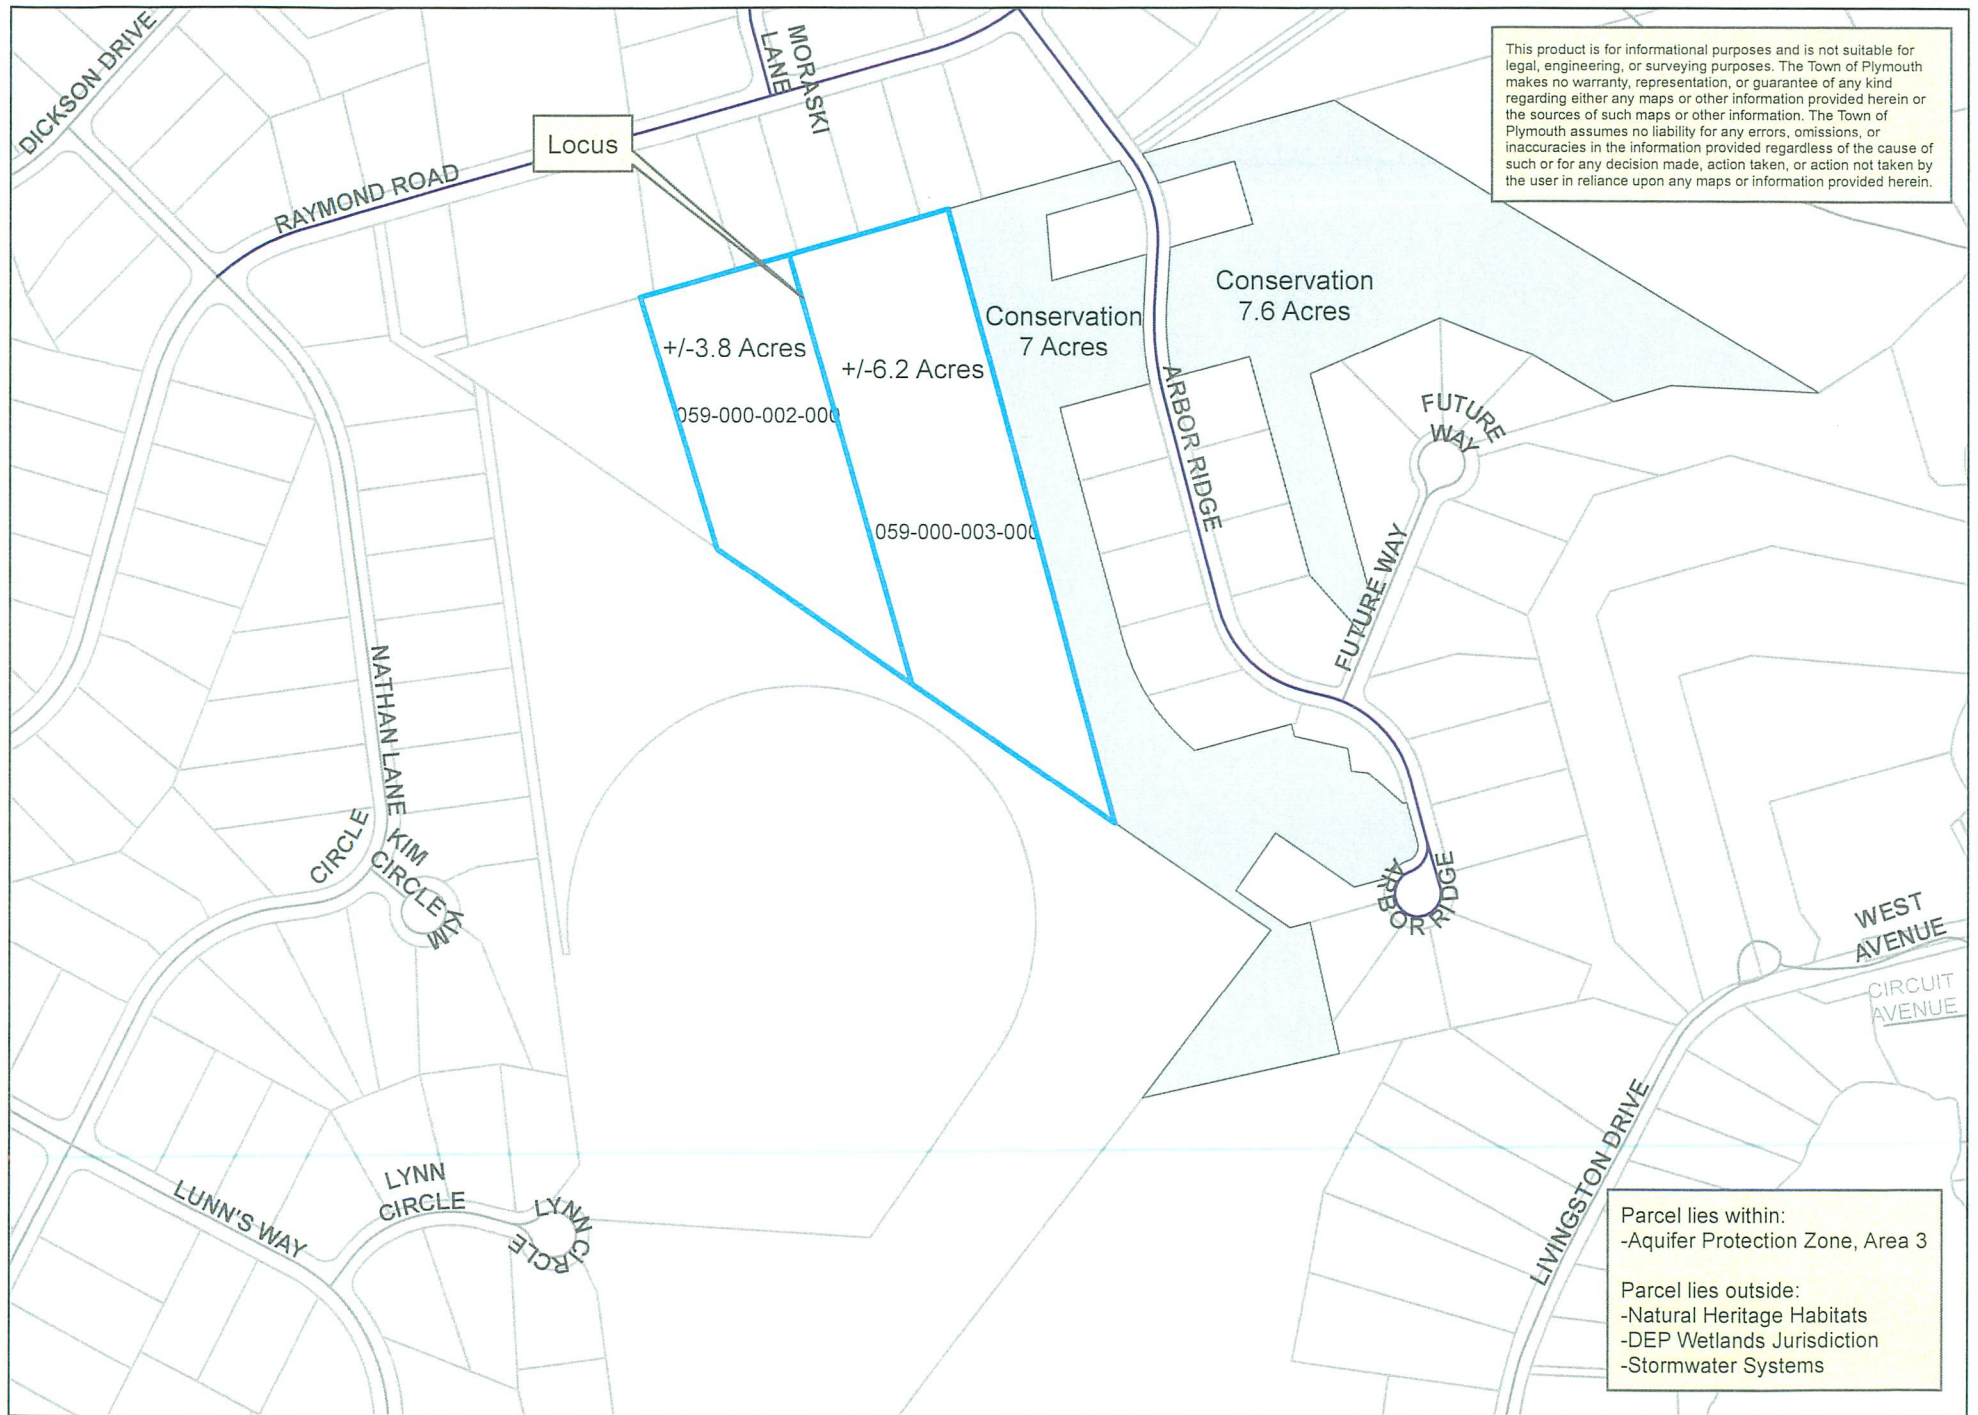 DICKSON DRIVE
MORASKI
LANE
This product is for informational purposes and is not suitable for
legal, engineering, or surveying purposes. The Town of Plymouth
makes no warranty, representation, or guarantee of any kind
regarding either any maps or other information provided herein or
the sources of such maps or other information. The Town of
Plymouth assumes no liability for any errors, omissions, or
inaccuracies in the information provided regardless of the cause of
such or for any decision made, action taken, or action not taken by
the user in reliance upon any maps or information provided herein.
Locus
RAYMOND ROAD
Conservation
7.6 Acres
Conservation
7 Acres
+/-3.8 Acres
+/-6.2 Acres
059-000-002-000
059-000-003-000
ARBOR RIDGE
FUTURE
WAY
FUTURE WAY
NATHAN LANE
CIRCLE
KIM
CIRCLE
KIM
ARBOR RIDGE
WEST
AVENUE
CIRCUIT
AVENUE
LIVINGSTON DRIVE
LYNN
CIRCLE
LYNN CIRCLE
LUNN'S WAY
Parcel lies within:
-Aquifer Protection Zone, Area 3
Parcel lies outside:
-Natural Heritage Habitats
-DEP Wetlands Jurisdiction
-Stormwater Systems